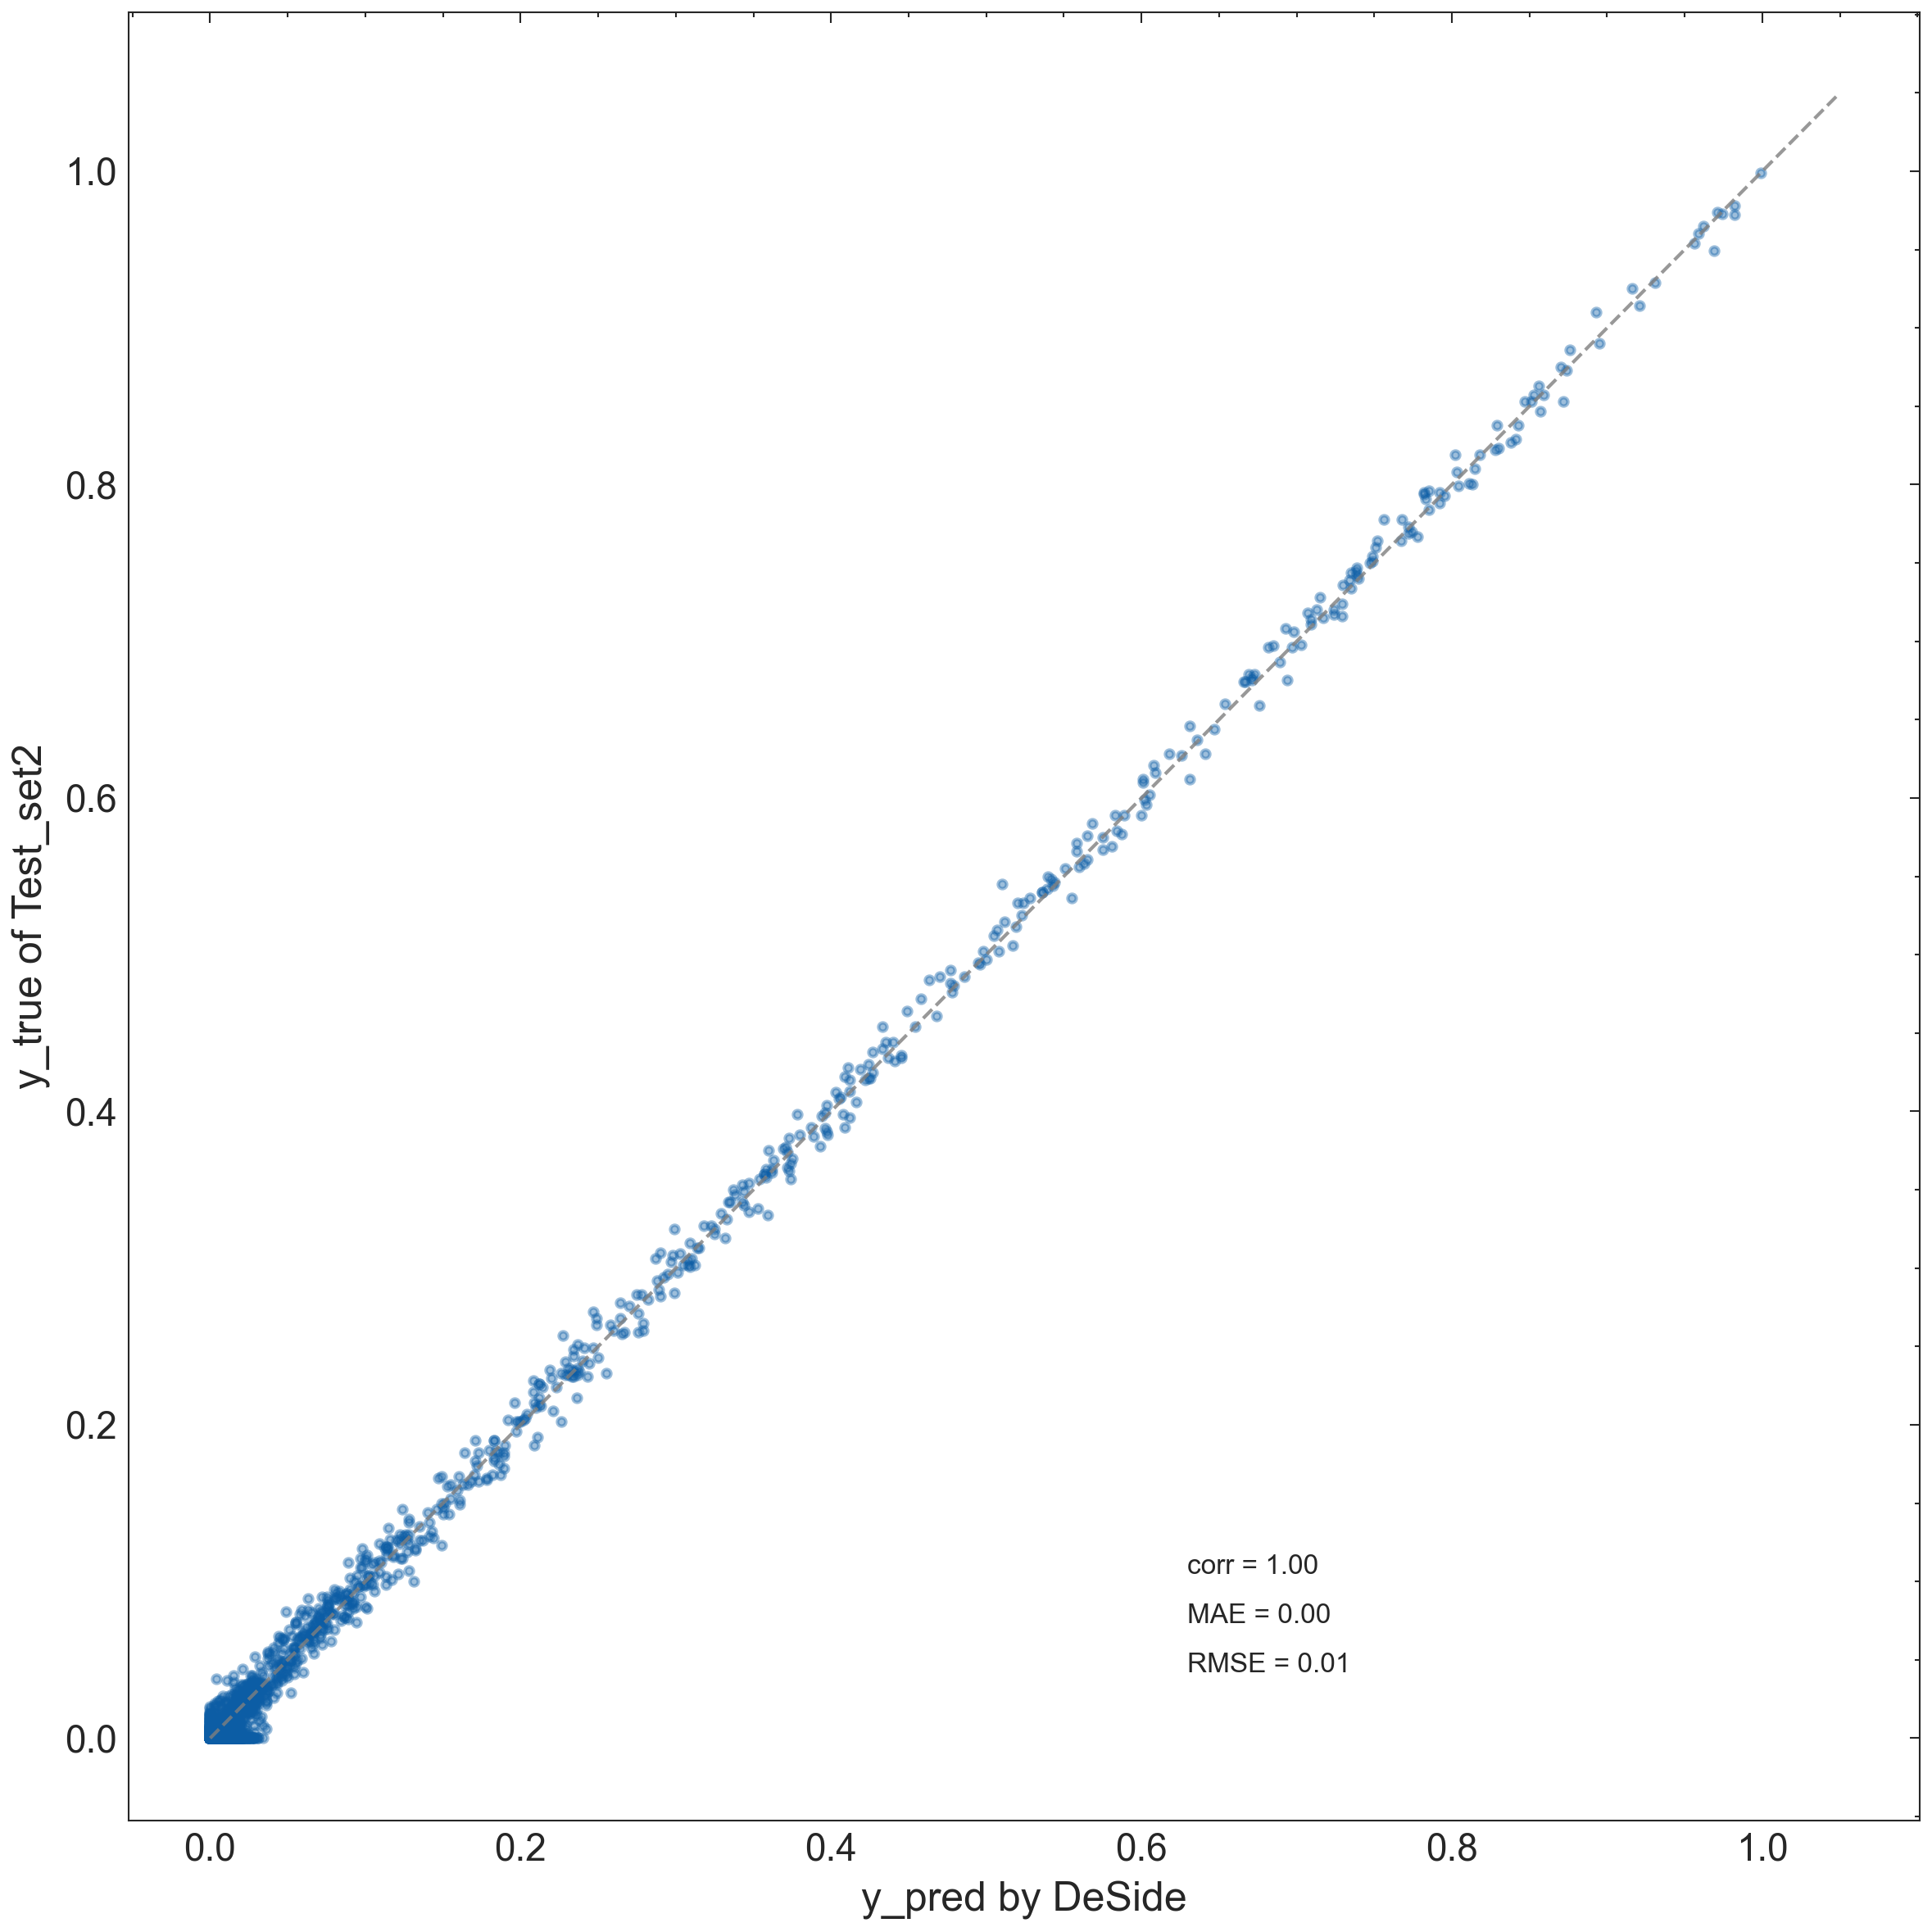 y_true of Test_set2
1.0
0.8
0.6
0.4
0.2
0.0
corr = 1.00
MAE = 0.00
RMSE = 0.01
0.0 0.2 0.4 0.6 0.8 1.0
y_pred by DeSide